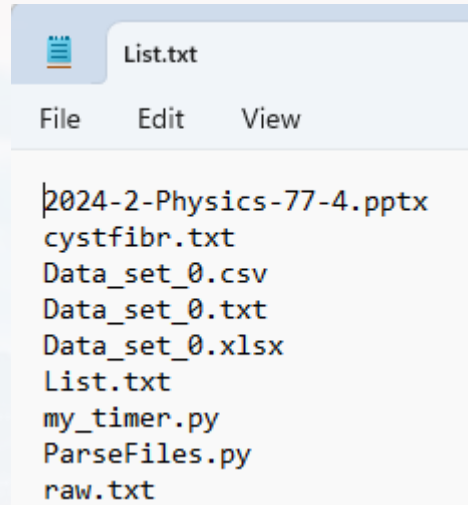 List.txt
File Edit View
2024-2-Physics-77-4.pptx
cystfibr.txt
Data_set_0.csv
Data_set_0.txt
Data_set_0.xlsx
List.txt
my_timer.py
ParseFiles.py
raw.txt